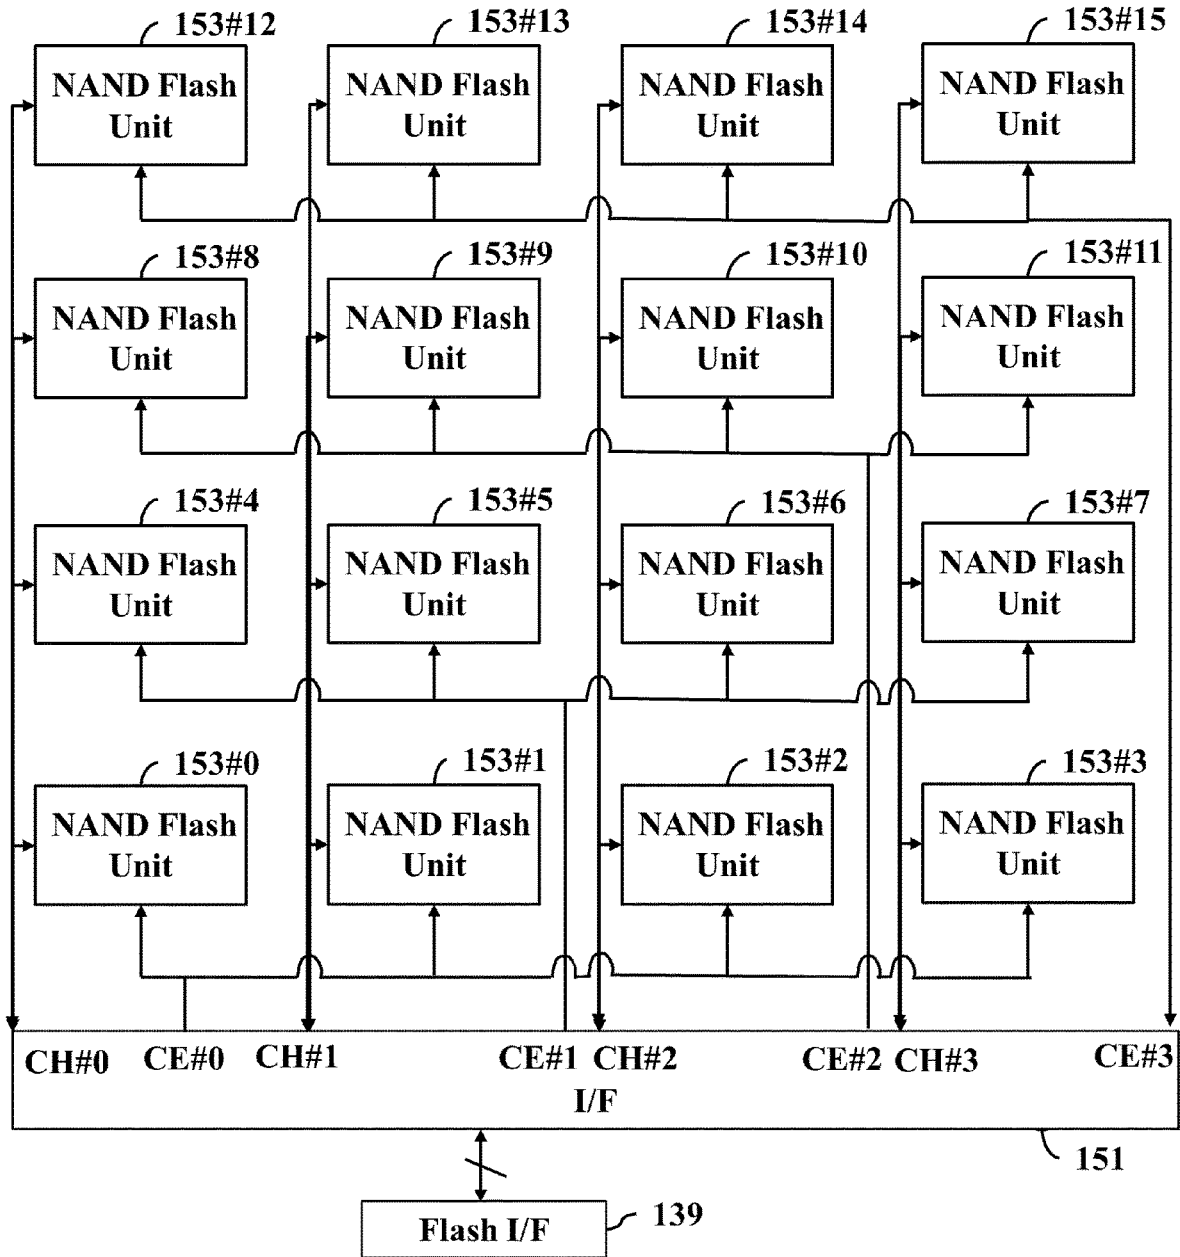 153#12
153#13
153#14
153#15
NAND Flash
Unit
NAND Flash
Unit
NAND Flash
Unit
NAND Flash
Unit
153#8
153#9
153#10
153#11
NAND Flash
Unit
NAND Flash
Unit
NAND Flash
Unit
NAND Flash
Unit
153#4
153#5
153#6
153#7
NAND Flash
Unit
NAND Flash
Unit
NAND Flash
Unit
NAND Flash
Unit
153#0
153#1
153#2
153#3
NAND Flash
Unit
NAND Flash
Unit
NAND Flash
Unit
NAND Flash
Unit
CH#0
CE#0
CH#1
CE#1
CH#2
CE#2
CH#3
CE#3
I/F
151
Flash I/F
139